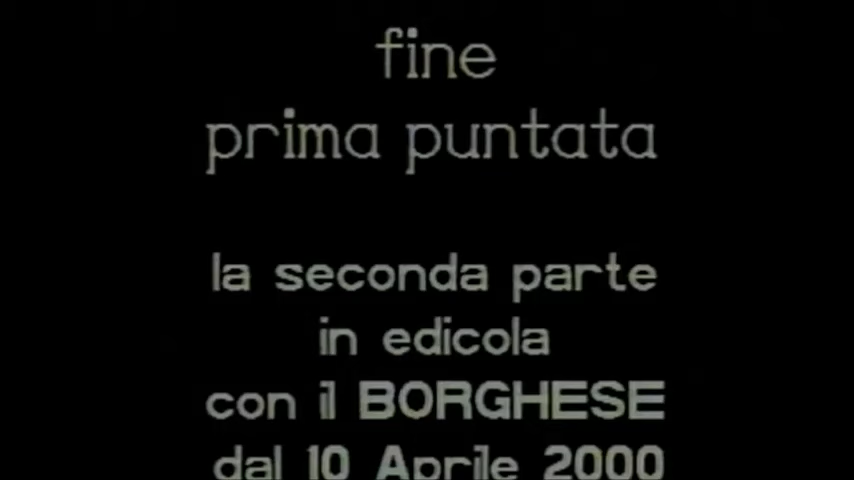 fine
prima puntata
la seconda parte
in edicola
con il BORGHESE
dal 10 Aprile 2000